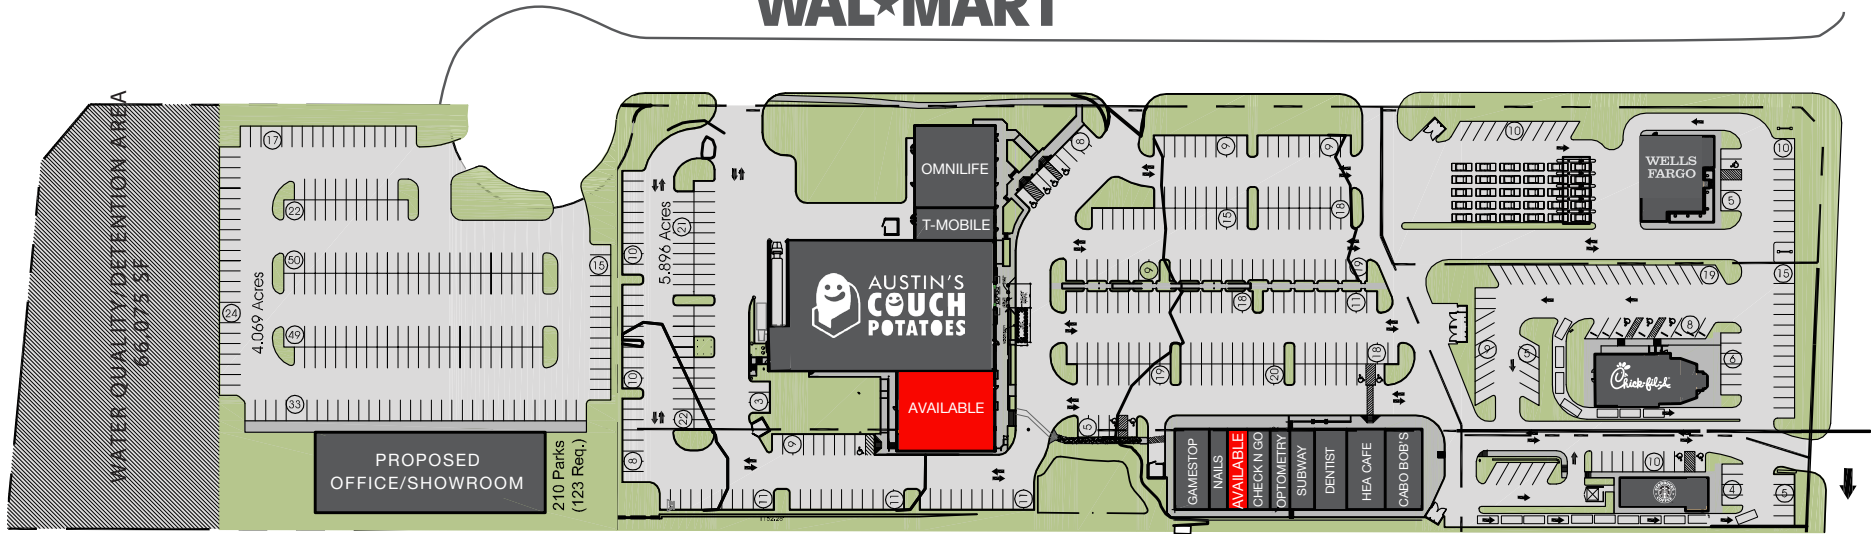 WAL★MART
WATER QUALITY/DETENTION AREA
66,075 SF
17
22
50
49
33
24
15
4.069 Acres
PROPOSED
OFFICE/SHOWROOM
210 Parks
(123 Req.)
5.896 Acres
21
10
10
22
8
3
9
11
11
11
OMNILIFE
T-MOBILE
AUSTIN'S
COUCH
POTATOES
AVAILABLE
8
9
9
15
18
9
19
18
11
19
20
18
5
GAMESTOP
NAILS
AVAILABLE
CHECK N GO
OPTOMETRY
SUBWAY
DENTIST
HEA CAFE
CABO BOB'S
10
WELLS
FARGO
10
5
19
15
8
9
5
6
Chick-fil-A
10
4
5